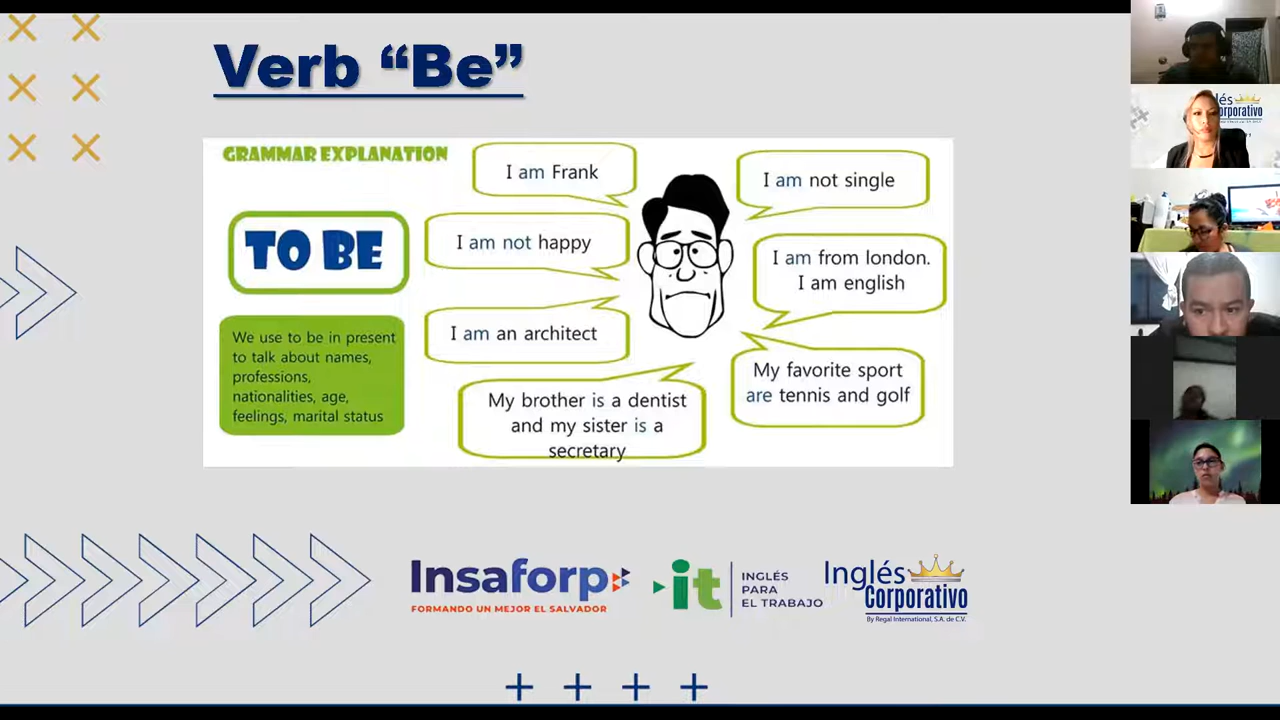 Verb “Be”
GRAMMAR EXPLANATION
TO BE
We use to be in present
to talk about names,
professions,
nationalities, age,
feelings, marital status
I am Frank
I am not happy
I am an architect
My brother is a dentist
and my sister is a
secretary
I am not single
I am from london.
I am english
My favorite sport
are tennis and golf
Insaforp
FORMANDO UN MEJOR EL SALVADOR
it
INGLÉS
PARA
EL TRABAJO
Inglés
Corporativo
By Regal International, S.A. de C.V.
lés
orporativo